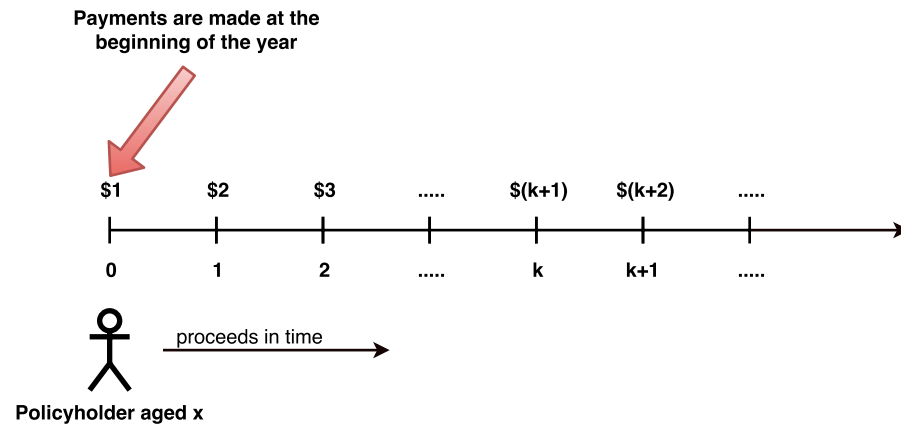 Payments are made at the
beginning of the year
$1 $2 $3 ..... $(k+1) $(k+2) .....
0 1 2 ..... k k+1 .....
proceeds in time
Policyholder aged x